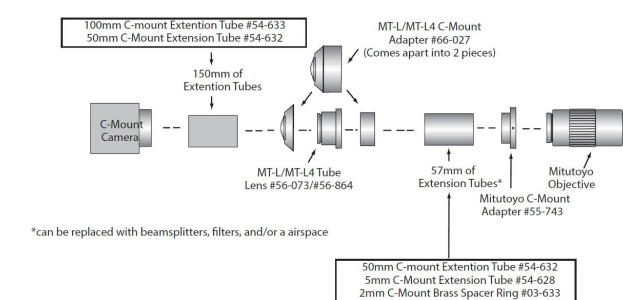 100mm C-mount Extention Tube #54-633
50mm C-Mount Extension Tube #54-632
MT-L/MT-L4 C-Mount
Adapter #66-027
(Comes apart into 2 pieces)
150mm of
Extention Tubes
C-Mount
Camera
MT-L/MT-L4 Tube
Lens #56-073/#56-864
57mm of
Extension Tubes*
Mitutoyo
Objective
Mitutoyo C-Mount
Adapter #55-743
*can be replaced with beamsplitters, filters, and/or a airspace
50mm C-mount Extention Tube #54-632
5mm C-Mount Extension Tube #54-628
2mm C-Mount Brass Spacer Ring #03-633